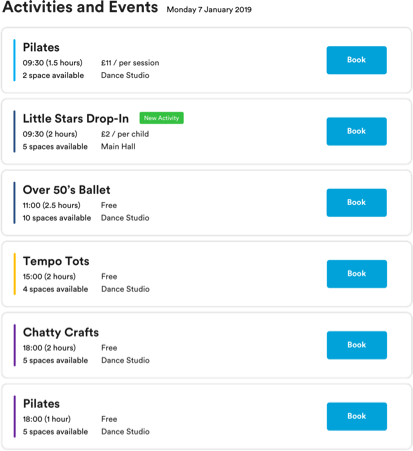 Activities and Events Monday 7 January 2019
Pilates
09:30 (1.5 hours) £11 / per session
2 space available Dance Studio
Book
Little Stars Drop-In New Activity
09:30 (2 hours) £2 / per child
5 spaces available Main Hall
Book
Over 50's Ballet
11:00 (2.5 hours) Free
10 spaces available Dance Studio
Book
Tempo Tots
15:00 (2 hours) Free
4 spaces available Dance Studio
Book
Chatty Crafts
18:00 (2 hours) Free
5 spaces available Dance Studio
Book
Pilates
18:00 (1 hour) Free
5 spaces available Dance Studio
Book